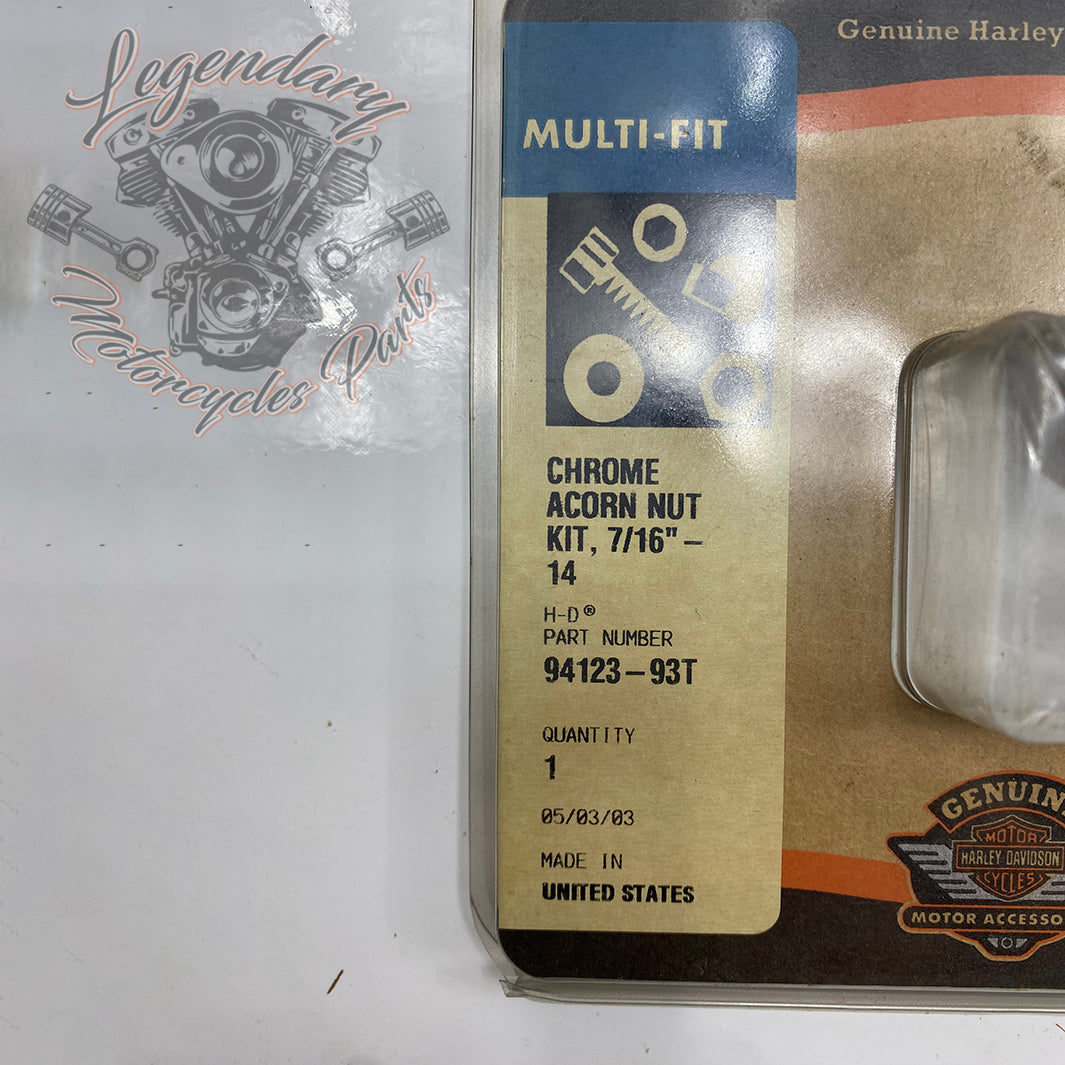 Legendary
Motorcycles Parts
Genuine Harley
MULTI-FIT
CHROME
ACORN NUT
KIT, 7/16" –
14
H-D®
PART NUMBER
94123–93T
QUANTITY
1
05/03/03
MADE IN
UNITED STATES
GENUIN
MOTOR
HARLEY-DAVIDSON
CYCLES
MOTOR ACCESSO